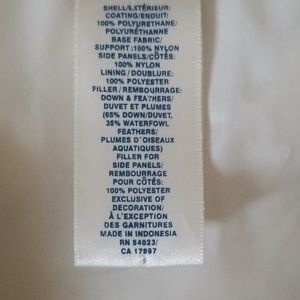 SHELL/EXTÉRIEUR:
COATING/ENDUIT:
100% POLYURETHANE/
POLYURÉTHANNE
BASE FABRIC/
SUPPORT:100% NYLON
SIDE PANELS/CÔTÉS:
100% NYLON
LINING/DOUBLURE:
100% POLYESTER
FILLER/REMBOURRAGE:
DOWN & FEATHERS/
DUVET ET PLUMES
(65% DOWN/DUVET,
35% WATERFOWL
FEATHERS/
PLUMES D'OISEAUX
AQUATIQUES)
FILLER FOR
SIDE PANELS/
REMBOURRAGE
POUR CÔTÉS:
100% POLYESTER
EXCLUSIVE OF
DECORATION/
À L'EXCEPTION
DES GARNITURES
MADE IN INDONESIA
RN 54023/
CA 17897